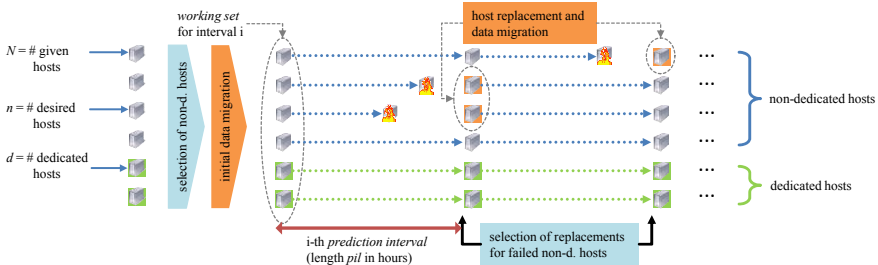 working set
for interval i
host replacement and
data migration
N = # given
hosts
n = # desired
hosts
d = # dedicated
hosts
selection of non-d. hosts
initial data migration
...
...
...
...
...
...
non-dedicated hosts
dedicated hosts
i-th prediction interval
(length pil in hours)
selection of replacements
for failed non-d. hosts